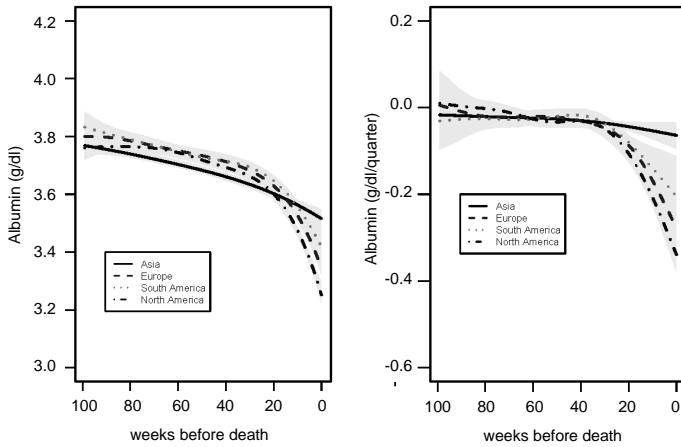 4.2
4.0
3.8
3.6
3.4
3.2
3.0
Albumin (g/dl)
Asia
Europe
South America
North America
100 80 60 40 20 0
weeks before death
0.2
0.0
-0.2
-0.4
-0.6
-
Albumin (g/dl/quarter)
Asia
Europe
South America
North America
100 80 60 40 20 0
weeks before death